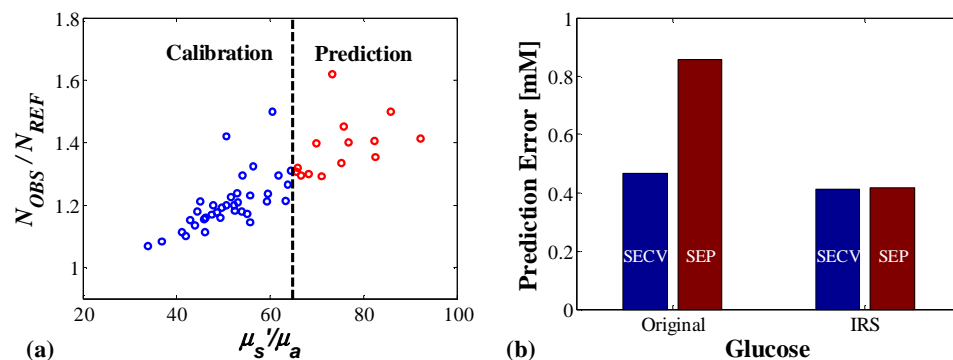 1.8
1.6
1.4
1.2
1
20
40
60
80
100
N_OBS / N_REF
Calibration
Prediction
μ_s'/μ_a
(a)
1
0.8
0.6
0.4
0.2
0
Prediction Error [mM]
SECV
SEP
SECV
SEP
Original
IRS
Glucose
(b)